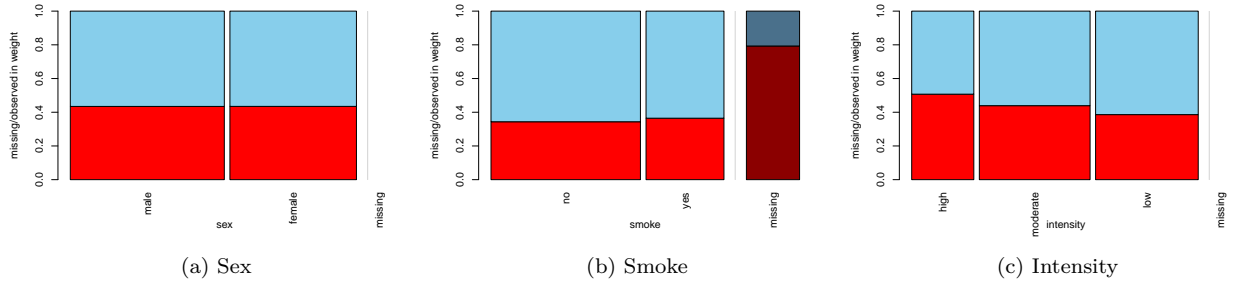 missing/observed in weight
0.0 0.2 0.4 0.6 0.8 1.0
male
female
missing
sex
(a) Sex
missing/observed in weight
0.0 0.2 0.4 0.6 0.8 1.0
no
yes
missing
smoke
(b) Smoke
missing/observed in weight
0.0 0.2 0.4 0.6 0.8 1.0
high
moderate
low
missing
intensity
(c) Intensity